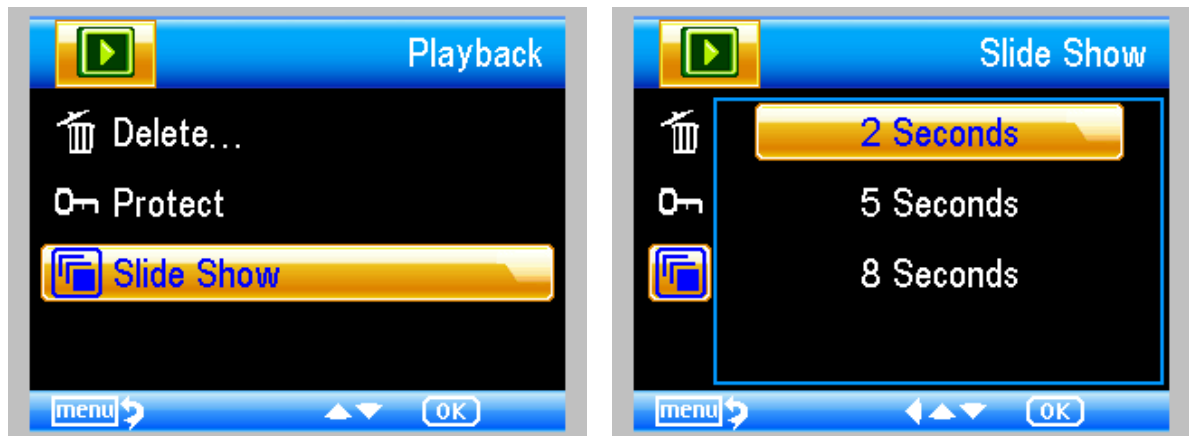 Playback
Delete...
Protect
Slide Show
menu OK
Slide Show
2 Seconds
5 Seconds
8 Seconds
menu OK